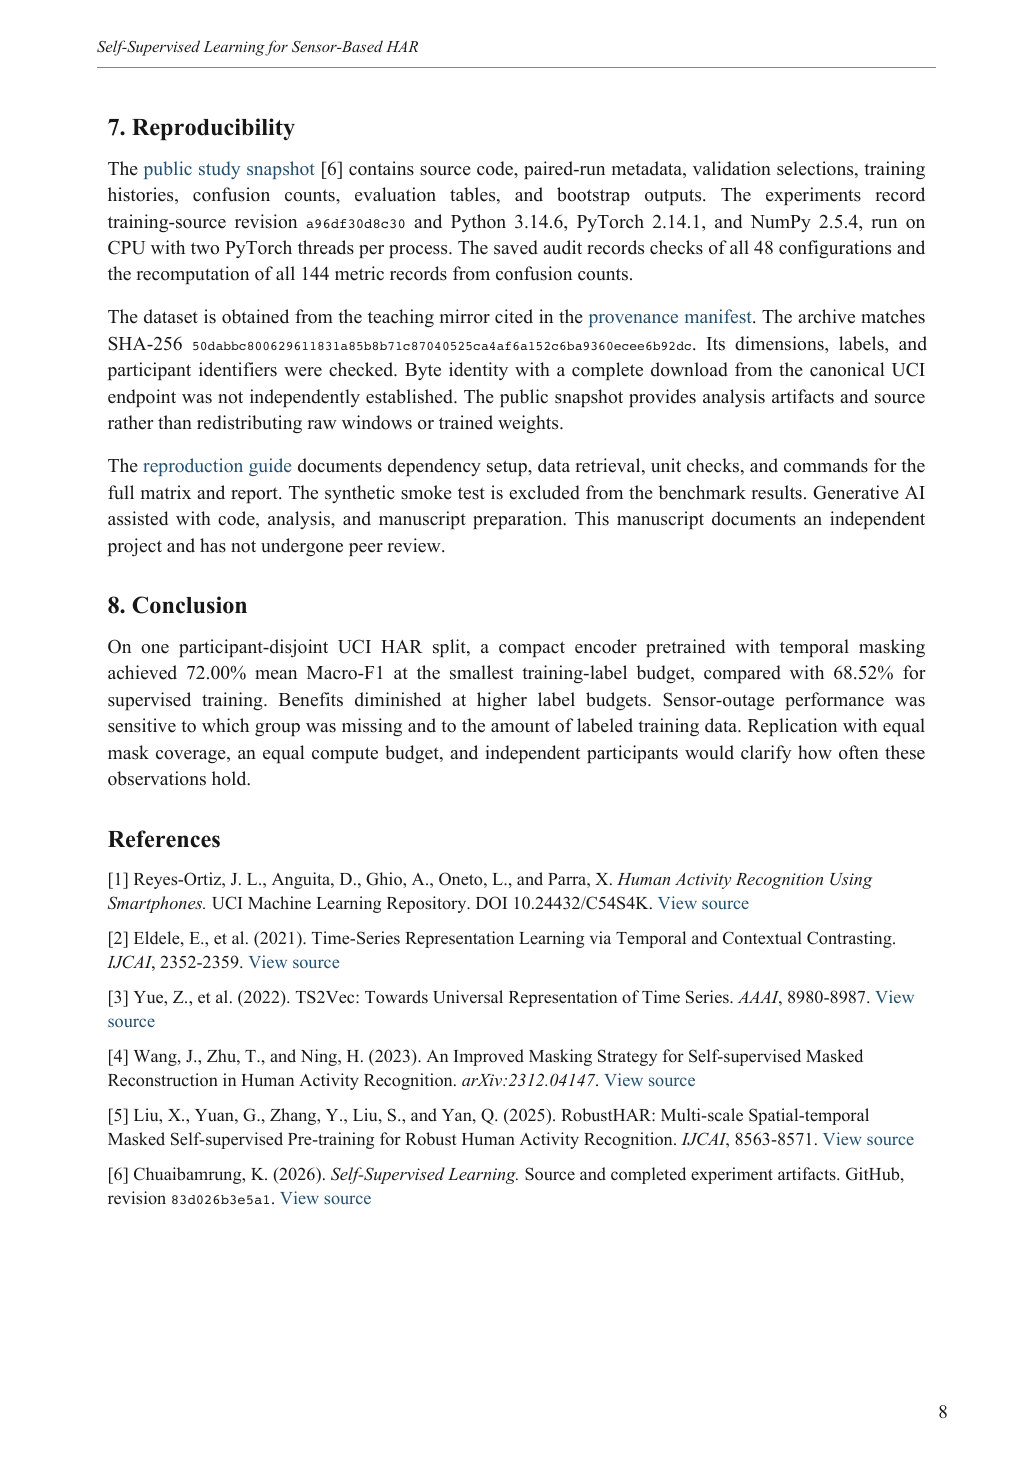 Self-Supervised Learning for Sensor-Based HAR
7. Reproducibility
The public study snapshot [6] contains source code, paired-run metadata, validation selections, training
histories, confusion counts, evaluation tables, and bootstrap outputs. The experiments record
training-source revision a96df30d8c30 and Python 3.14.6, PyTorch 2.14.1, and NumPy 2.5.4, run on
CPU with two PyTorch threads per process. The saved audit records checks of all 48 configurations and
the recomputation of all 144 metric records from confusion counts.
The dataset is obtained from the teaching mirror cited in the provenance manifest. The archive matches
SHA-256 50dabbc800629611831a85b8b71c87040525ca4af6a152c6ba9360ecee6b92dc. Its dimensions, labels, and
participant identifiers were checked. Byte identity with a complete download from the canonical UCI
endpoint was not independently established. The public snapshot provides analysis artifacts and source
rather than redistributing raw windows or trained weights.
The reproduction guide documents dependency setup, data retrieval, unit checks, and commands for the
full matrix and report. The synthetic smoke test is excluded from the benchmark results. Generative AI
assisted with code, analysis, and manuscript preparation. This manuscript documents an independent
project and has not undergone peer review.
8. Conclusion
On one participant-disjoint UCI HAR split, a compact encoder pretrained with temporal masking
achieved 72.00% mean Macro-F1 at the smallest training-label budget, compared with 68.52% for
supervised training. Benefits diminished at higher label budgets. Sensor-outage performance was
sensitive to which group was missing and to the amount of labeled training data. Replication with equal
mask coverage, an equal compute budget, and independent participants would clarify how often these
observations hold.
References
[1] Reyes-Ortiz, J. L., Anguita, D., Ghio, A., Oneto, L., and Parra, X. Human Activity Recognition Using
Smartphones. UCI Machine Learning Repository. DOI 10.24432/C54S4K. View source
[2] Eldele, E., et al. (2021). Time-Series Representation Learning via Temporal and Contextual Contrasting.
IJCAI, 2352-2359. View source
[3] Yue, Z., et al. (2022). TS2Vec: Towards Universal Representation of Time Series. AAAI, 8980-8987. View
source
[4] Wang, J., Zhu, T., and Ning, H. (2023). An Improved Masking Strategy for Self-supervised Masked
Reconstruction in Human Activity Recognition. arXiv:2312.04147. View source
[5] Liu, X., Yuan, G., Zhang, Y., Liu, S., and Yan, Q. (2025). RobustHAR: Multi-scale Spatial-temporal
Masked Self-supervised Pre-training for Robust Human Activity Recognition. IJCAI, 8563-8571. View source
[6] Chuaibamrung, K. (2026). Self-Supervised Learning. Source and completed experiment artifacts. GitHub,
revision 83d026b3e5a1. View source
8